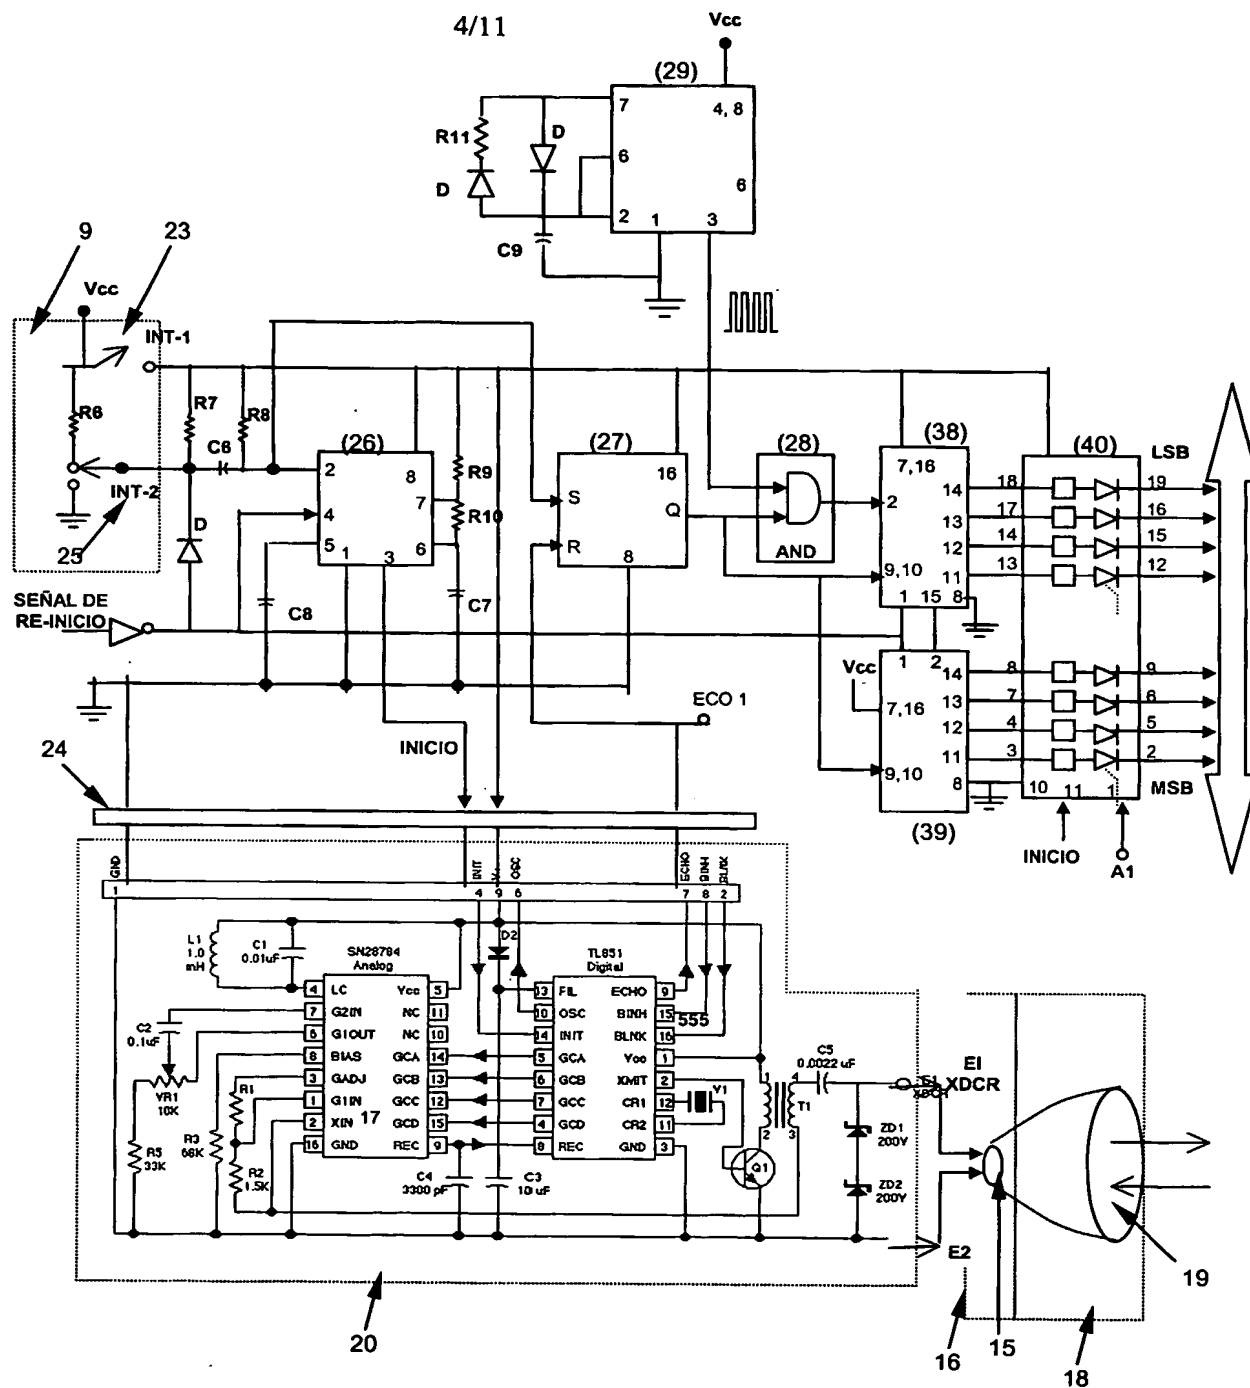 4/11
Vcc
(29)
7
4, 8
R11
D
6
D
6
2
1
3
C9
9
23
Vcc
INT-1
R6
R7
R8
C6
INT-2
25
D
(26)
2
8
7
4
5
1
3
6
R9
R10
C8
C7
(27)
16
S
Q
R
8
(28)
AND
(38)
7, 16
14
2
13
12
9,10
11
1
15
8
(40)
LSB
18
19
17
16
14
15
13
12
SEÑAL DE
RE-INICIO
Vcc
1
2
14
8
9
7,16
13
7
6
12
4
5
11
3
2
9,10
8
10
11
1
MSB
(39)
INICIO
A1
ECO 1
INICIO
24
GND
INIT
OSC
ECHO
BINH
BLNK
1
4
9
6
7
8
2
L1
1.0
mH
C1
0.01uF
SN28784
Analog
D2
TL851
Digital
4
LC
Vcc
5
13
FIL
ECHO
9
7
G2IN
NC
11
10
OSC
BINH
15
555
C2
0.1uF
6
G1OUT
NC
10
14
INIT
BLNK
16
8
BIAS
GCA
14
5
GCA
Vcc
1
C5
0.0022 uF
3
GADJ
GCB
13
6
GCB
XMIT
2
VR1
10K
R1
1
G1IN
GCC
12
7
GCC
CR1
12
Y1
1
4
T1
2
XIN
17
GCD
15
4
GCD
CR2
11
2
3
16
GND
REC
9
8
REC
GND
3
R5
33K
R3
68K
R2
1.5K
C4
3300 pF
C3
10 uF
Q1
ZD1
200V
ZD2
200V
E1
XDCR
E1
XDCR
E2
20
16
15
18
19